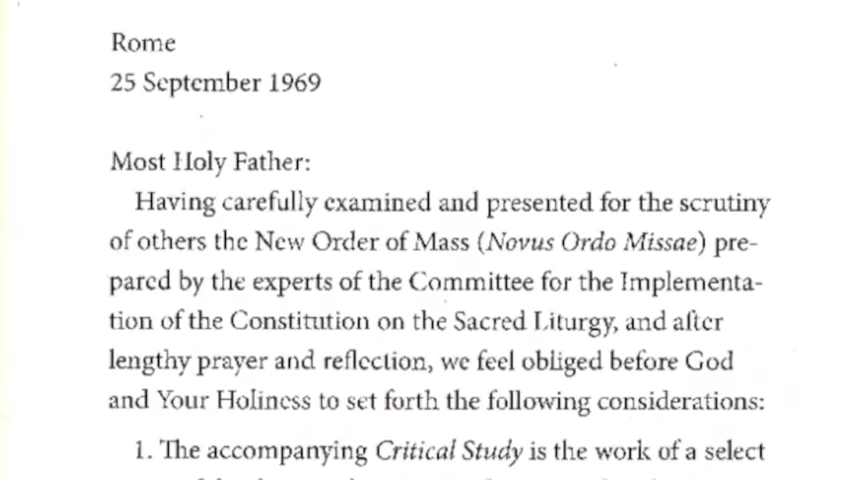 Rome
25 September 1969
Most Holy Father:
Having carefully examined and presented for the scrutiny
of others the New Order of Mass (Novus Ordo Missae) pre-
pared by the experts of the Committee for the Implementa-
tion of the Constitution on the Sacred Liturgy, and after
lengthy prayer and reflection, we feel obliged before God
and Your Holiness to set forth the following considerations:
1. The accompanying Critical Study is the work of a select